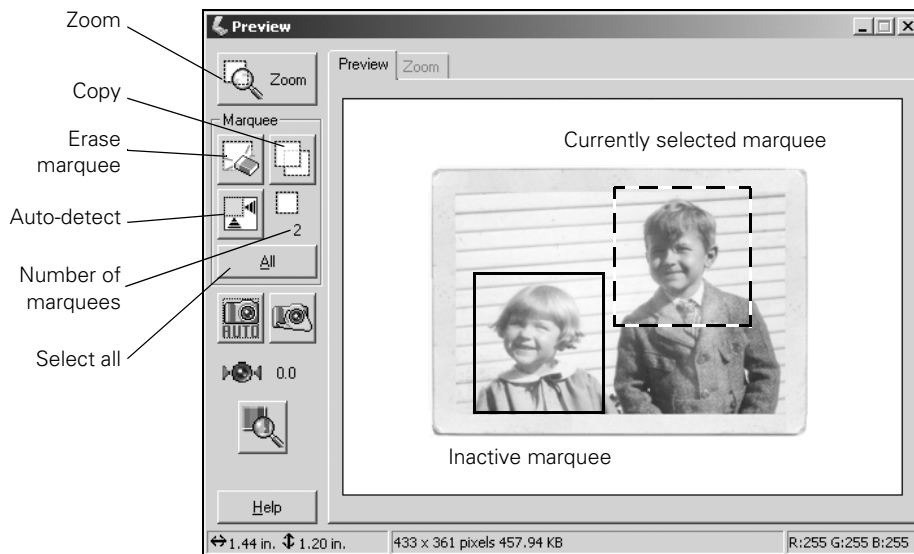 Zoom
Copy
Erase
marquee
Auto-detect
Number of
marquees
Select all
Preview
Zoom
Marquee
2
All
AUTO
0.0
Help
Preview
Zoom
Currently selected marquee
Inactive marquee
1.44 in. 1.20 in.
433 x 361 pixels 457.94 KB
R:255 G:255 B:255